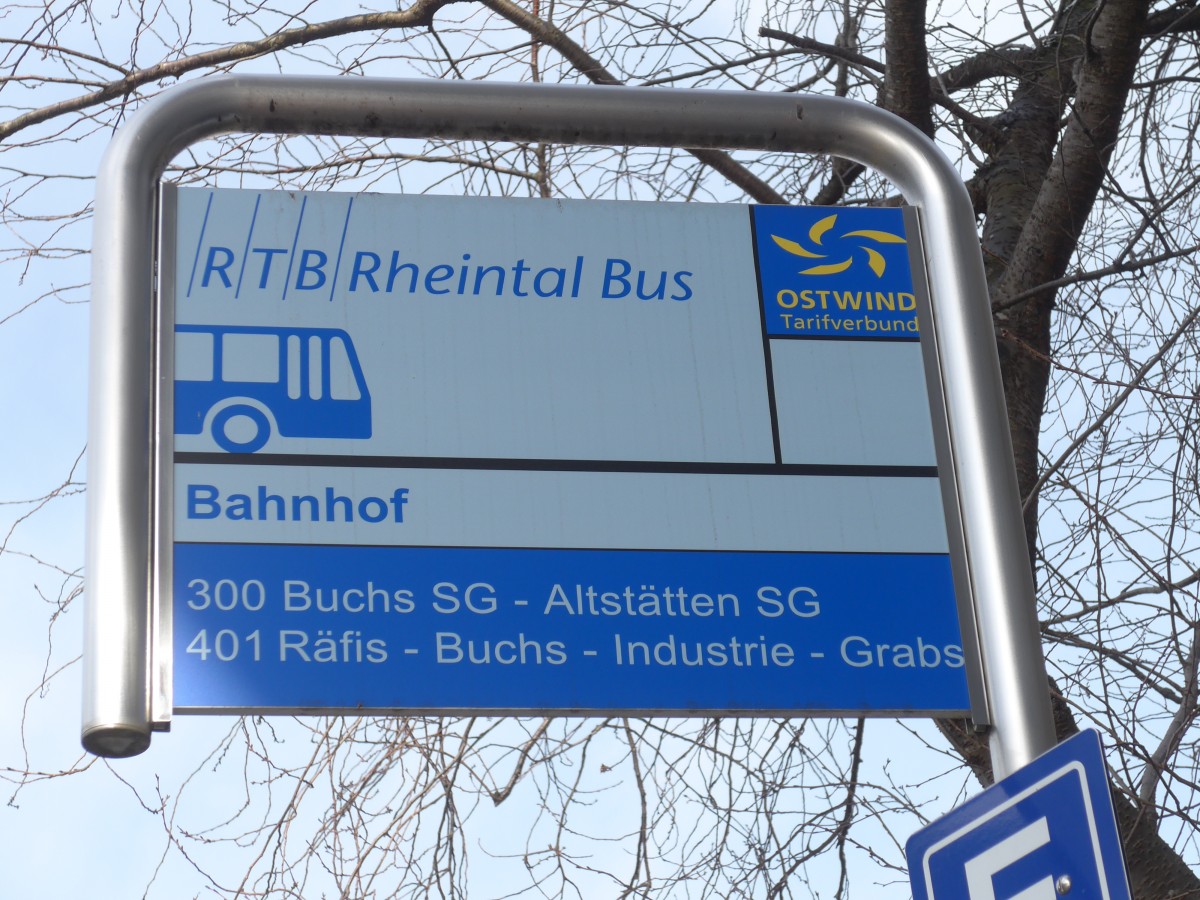 RTB Rheintal Bus
OSTWIND
Tarifverbund
Bahnhof
300 Buchs SG - Altstätten SG
401 Räfis - Buchs - Industrie - Grabs